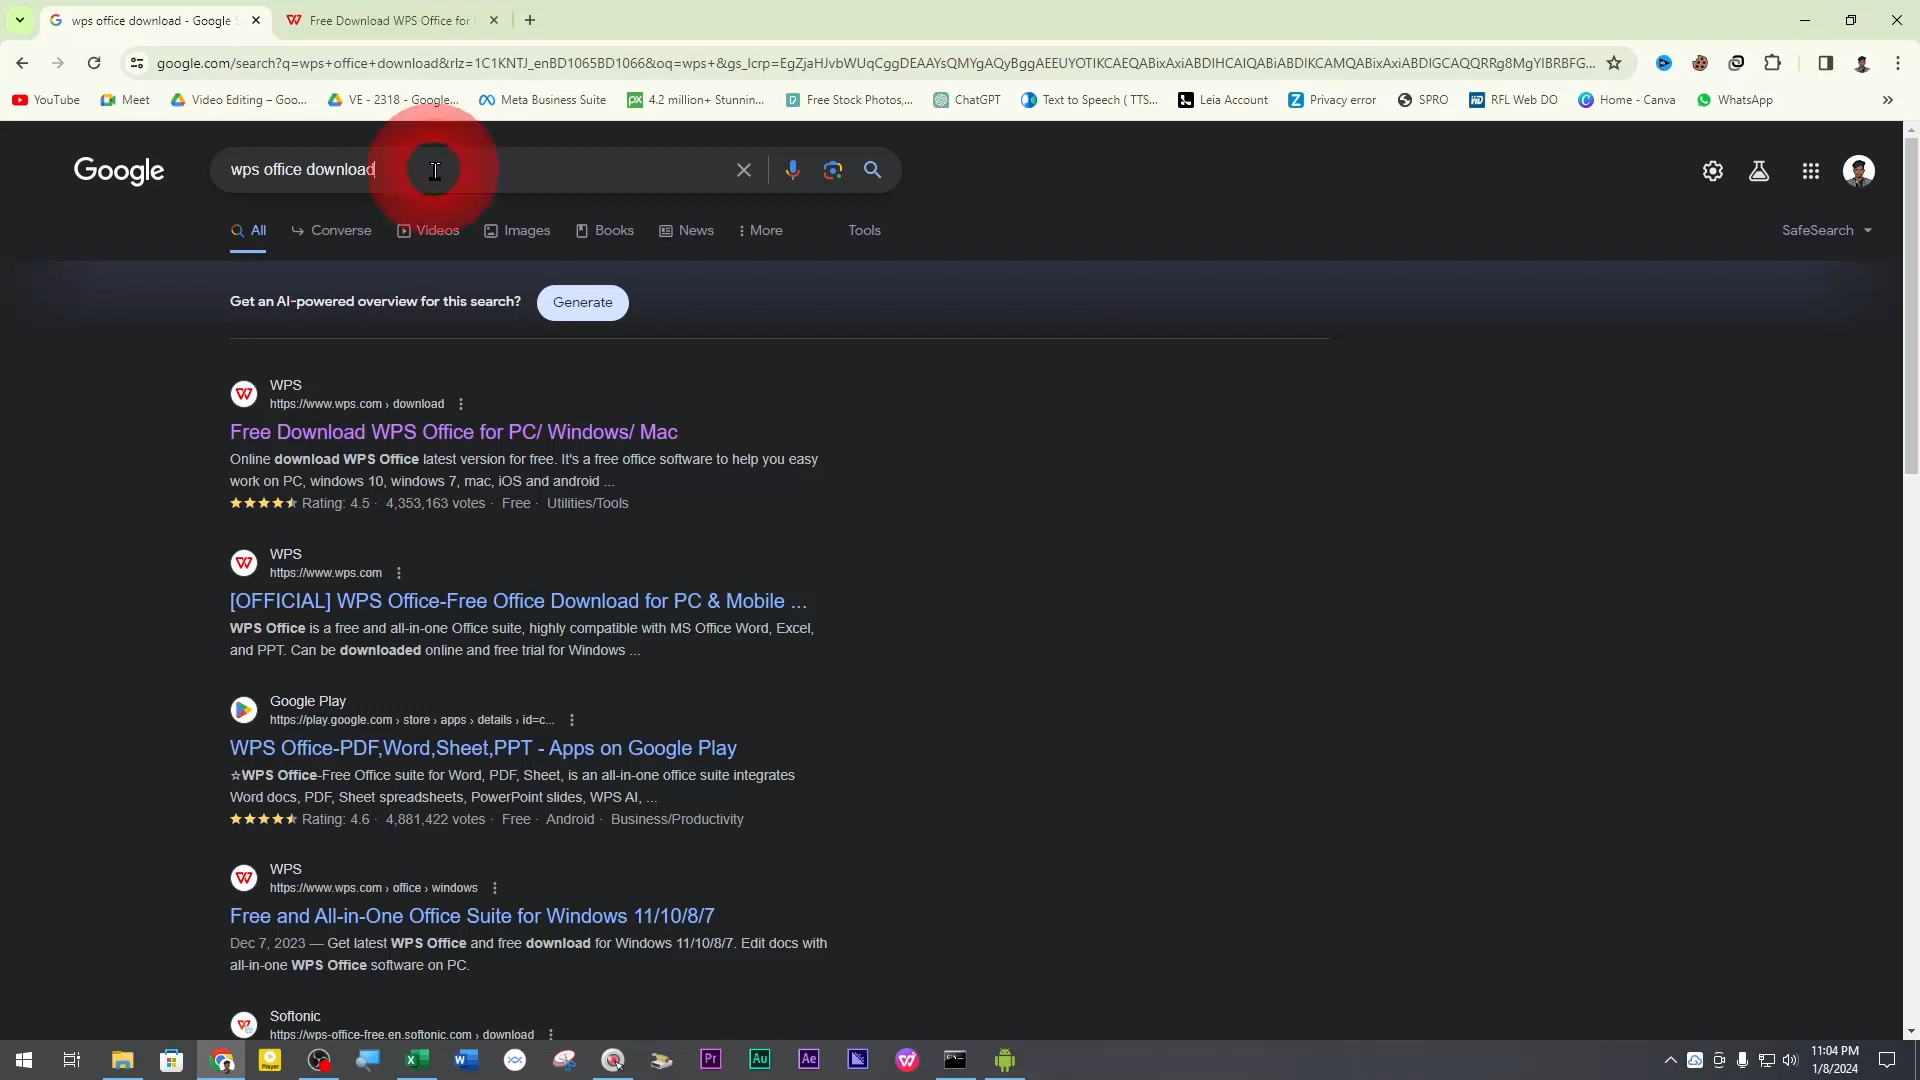 wps office download - Google S
Free Download WPS Office for
google.com/search?q=wps+office+download&rlz=1C1KNTJ_enBD1065BD1066&oq=wps+&gs_lcrp=EgZjaHJvbWUqCggDEAAYsQMYgAQyBggAEEUYOTIKCAEQABixAxiABDIHCAIQABiABDIKCAMQABixAxiABDIGCAQQRRg8MgYIBRBFG...
YouTube
Meet
Video Editing – Goo...
VE - 2318 - Google...
Meta Business Suite
4.2 million+ Stunnin...
Free Stock Photos,...
ChatGPT
Text to Speech ( TTS...
Leia Account
Privacy error
SPRO
RFL Web DO
Home - Canva
WhatsApp
Google
wps office download
All
Converse
Videos
Images
Books
News
More
Tools
SafeSearch
Get an AI-powered overview for this search?
Generate
WPS
https://www.wps.com › download
Free Download WPS Office for PC/ Windows/ Mac
Online download WPS Office latest version for free. It's a free office software to help you easy
work on PC, windows 10, windows 7, mac, iOS and android ...
Rating: 4.5 · 4,353,163 votes · Free · Utilities/Tools
WPS
https://www.wps.com
[OFFICIAL] WPS Office-Free Office Download for PC & Mobile ...
WPS Office is a free and all-in-one Office suite, highly compatible with MS Office Word, Excel,
and PPT. Can be downloaded online and free trial for Windows ...
Google Play
https://play.google.com › store › apps › details › id=c...
WPS Office-PDF,Word,Sheet,PPT - Apps on Google Play
☆WPS Office-Free Office suite for Word, PDF, Sheet, is an all-in-one office suite integrates
Word docs, PDF, Sheet spreadsheets, PowerPoint slides, WPS AI, ...
Rating: 4.6 · 4,881,422 votes · Free · Android · Business/Productivity
WPS
https://www.wps.com › office › windows
Free and All-in-One Office Suite for Windows 11/10/8/7
Dec 7, 2023 — Get latest WPS Office and free download for Windows 11/10/8/7. Edit docs with
all-in-one WPS Office software on PC.
Softonic
https://wps-office-free.en.softonic.com › download
Player
Pr
Au
Ae
11:04 PM
1/8/2024